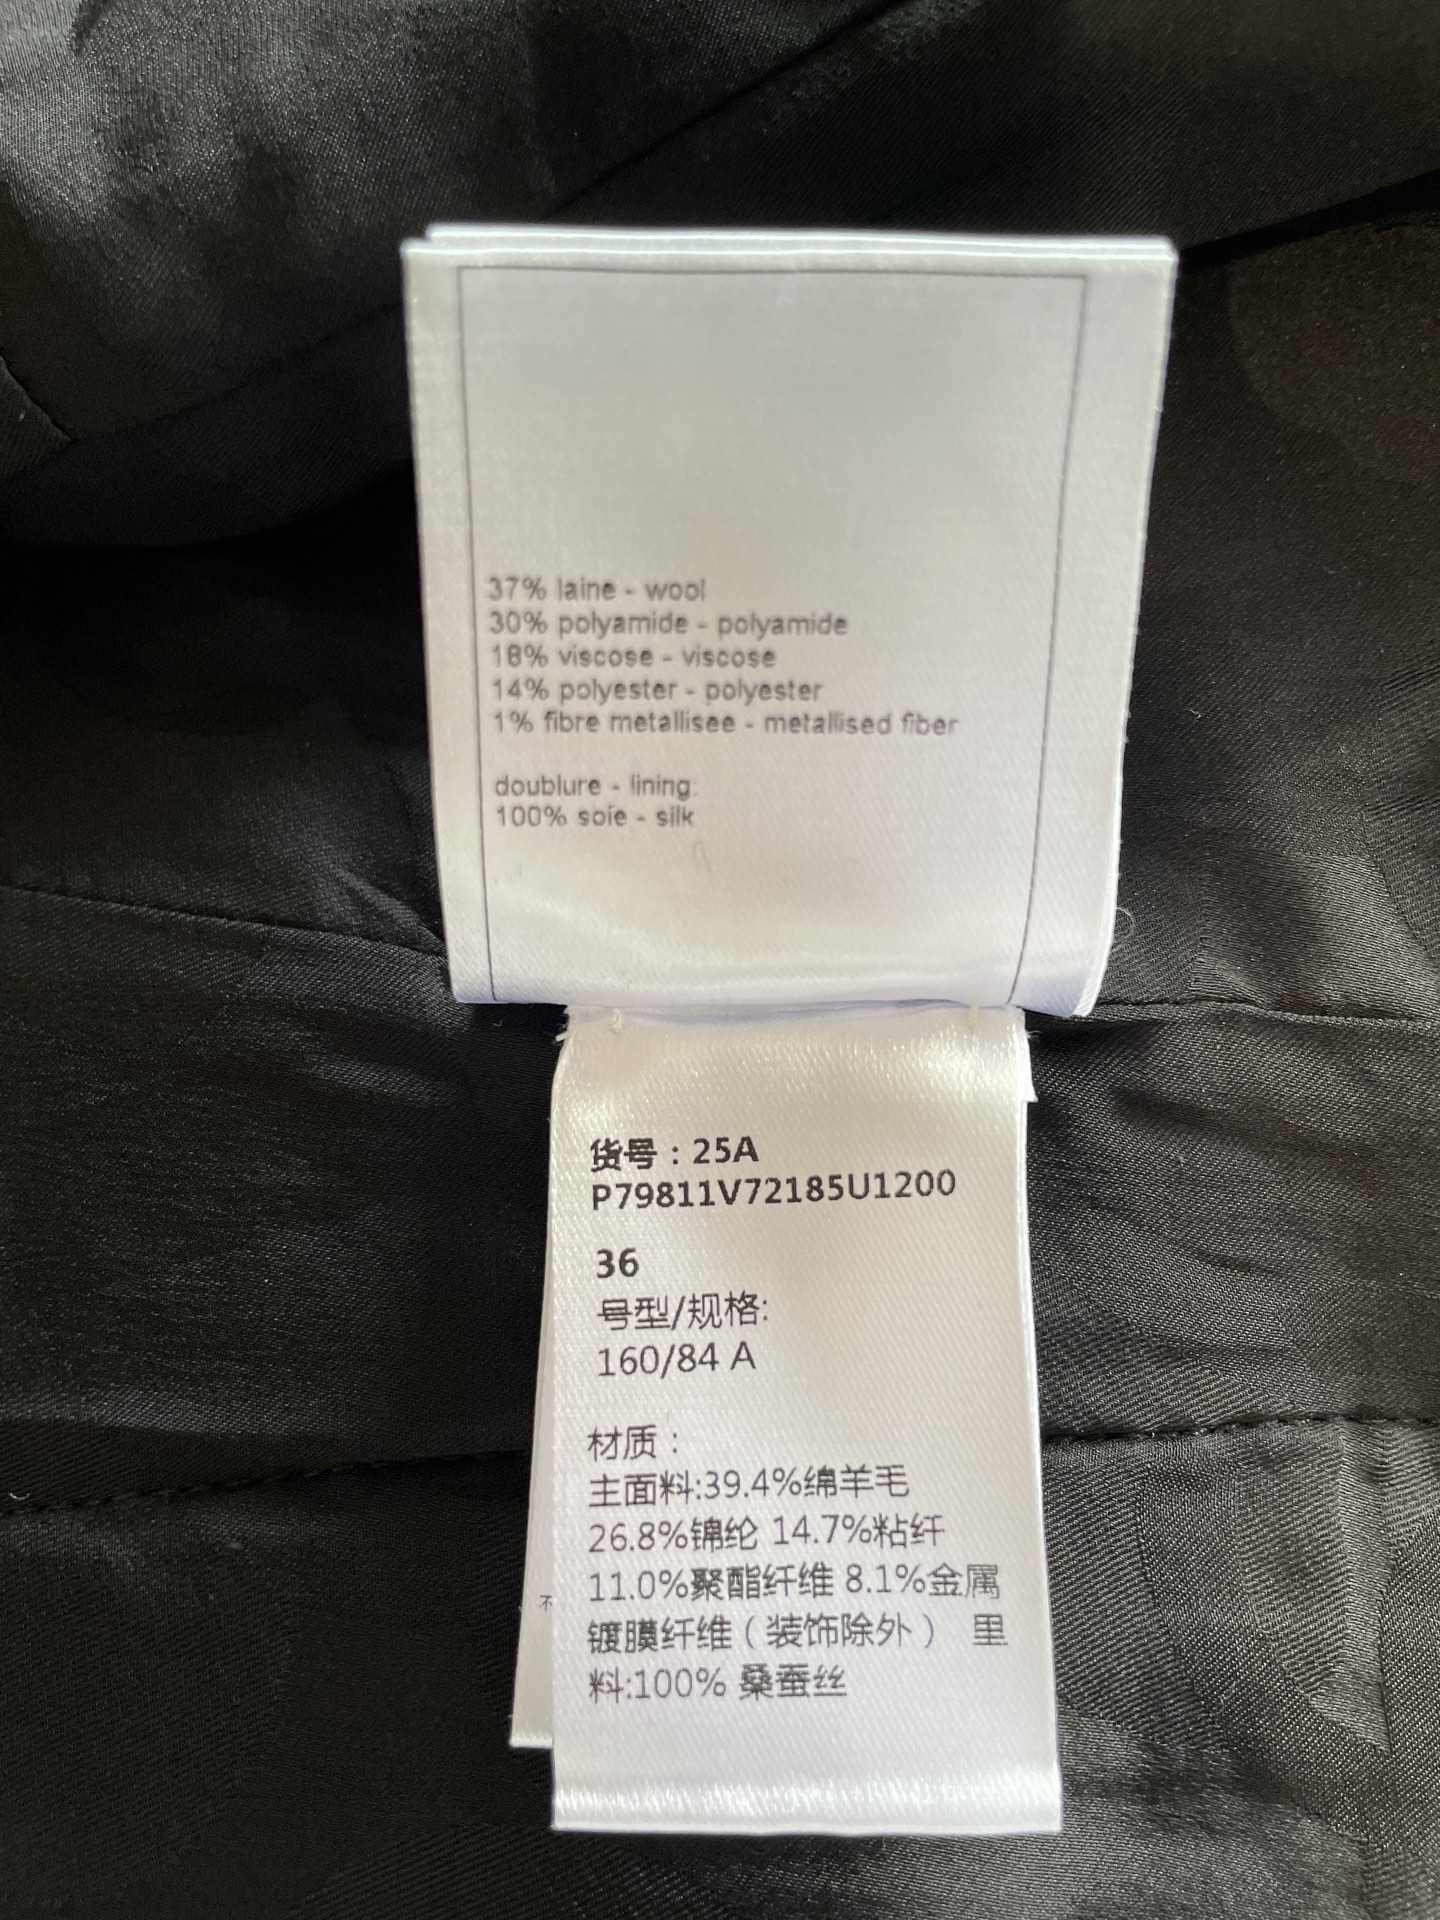 37% laine - wool
30% polyamide - polyamide
18% viscose - viscose
14% polyester - polyester
1% fibre metallisee - metallised fiber
doublure - lining:
100% soie - silk
货号：25A
P79811V72185U1200
36
号型/规格:
160/84 A
材质：
主面料:39.4%绵羊毛
26.8%锦纶 14.7%粘纤
11.0%聚酯纤维 8.1%金属
镀膜纤维（装饰除外） 里
料:100% 桑蚕丝
不